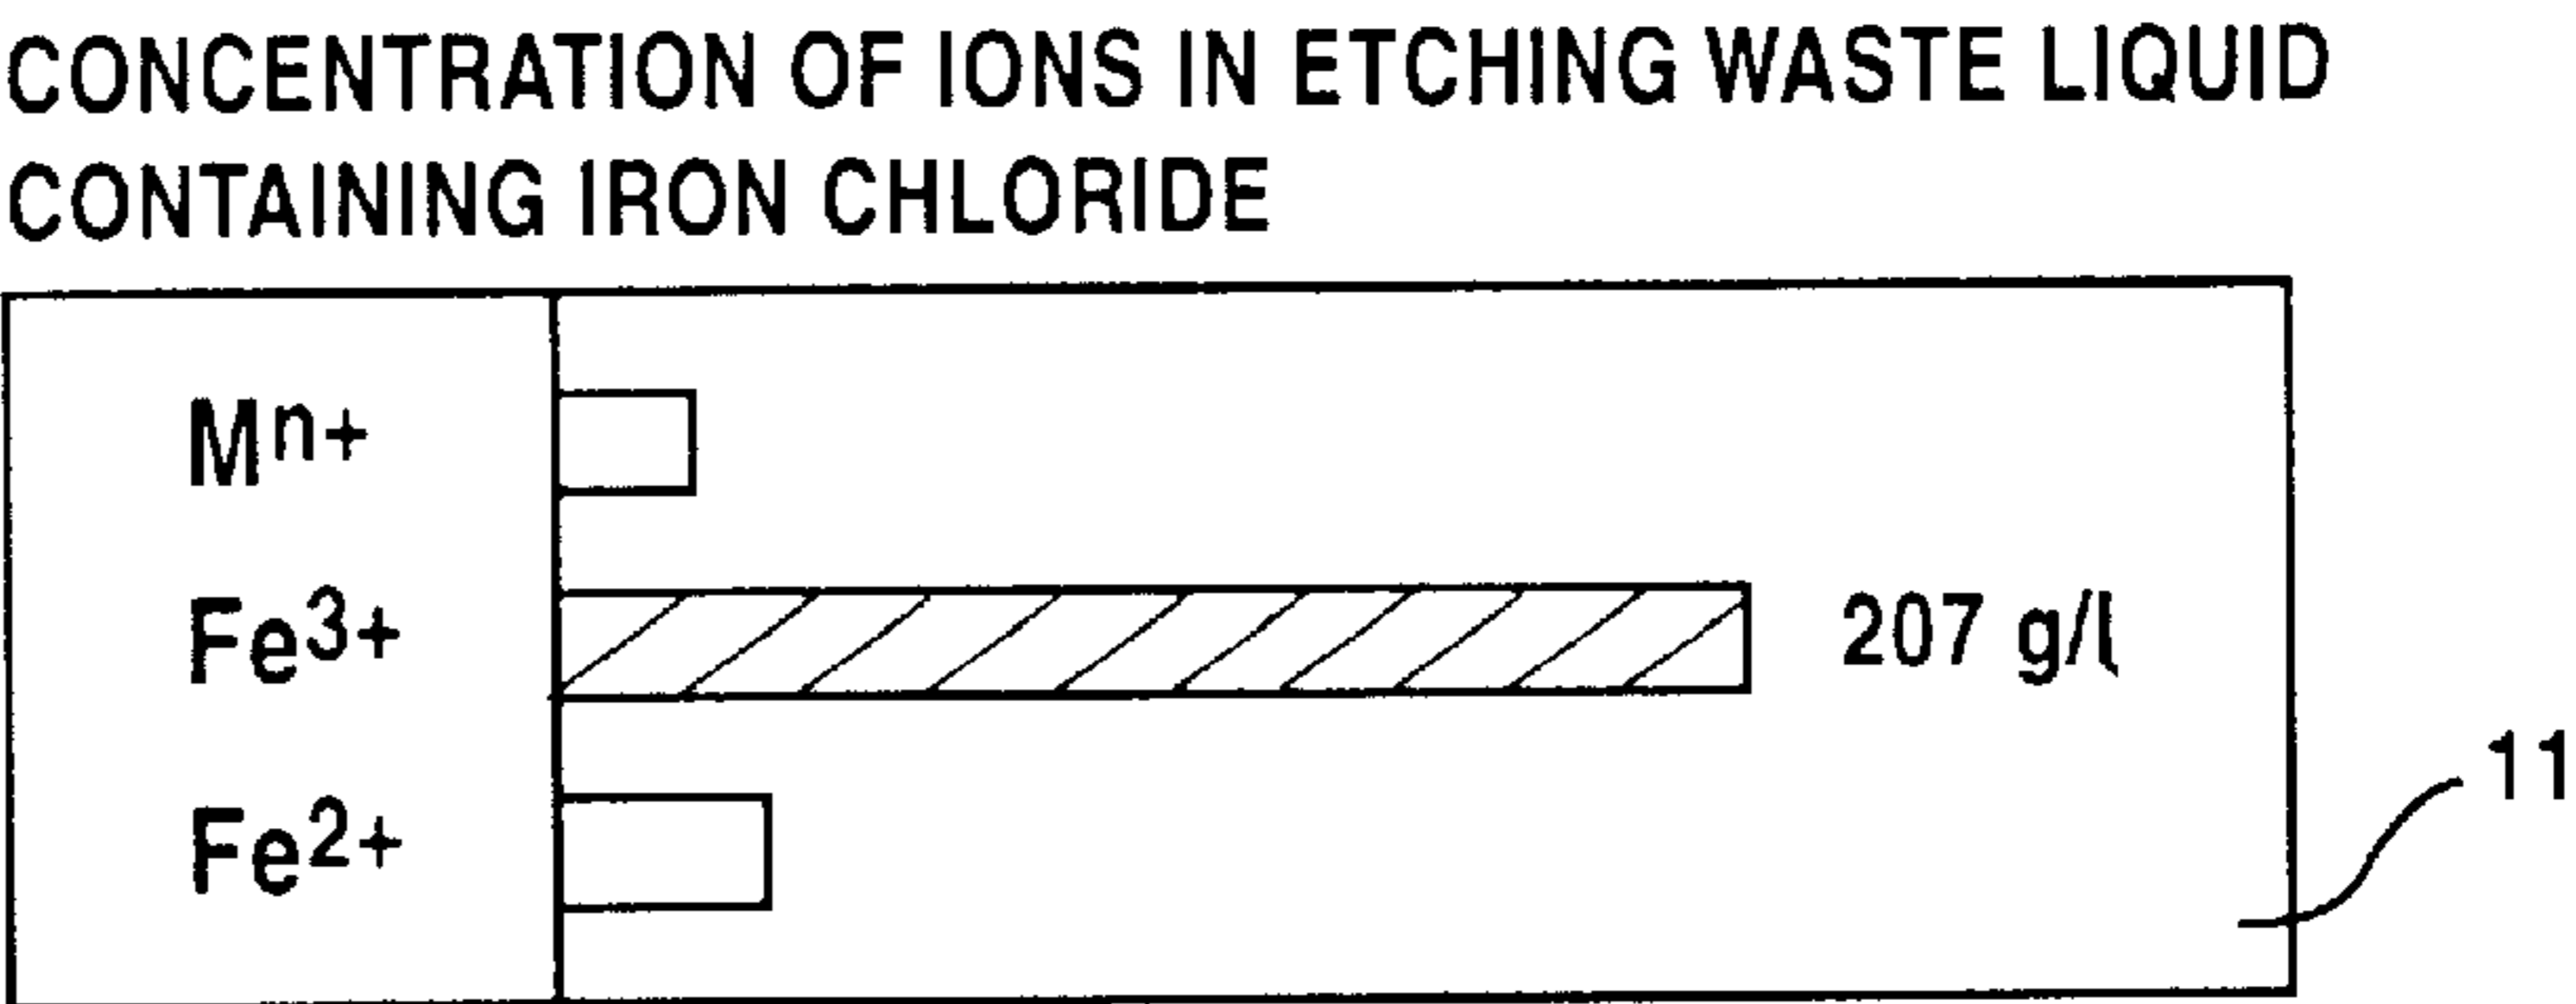 CONCENTRATION OF IONS IN ETCHING WASTE LIQUID
CONTAINING IRON CHLORIDE
Mⁿ⁺
Fe³⁺ 207 g/l
11
Fe²⁺